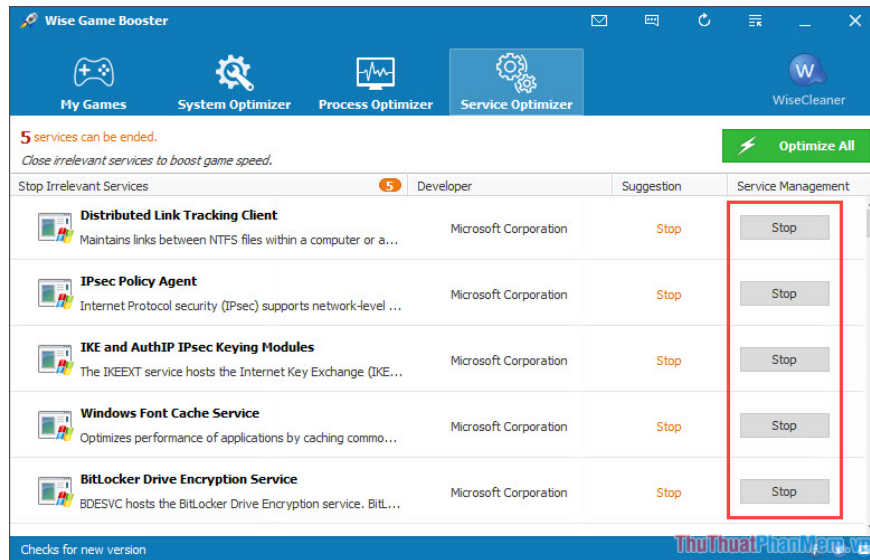 Wise Game Booster
My Games
System Optimizer
Process Optimizer
Service Optimizer
W
WiseCleaner
5 services can be ended.
Close irrelevant services to boost game speed.
Optimize All
Stop Irrelevant Services 5 Developer Suggestion Service Management
Distributed Link Tracking Client
Maintains links between NTFS files within a computer or a...
Microsoft Corporation Stop Stop
IPsec Policy Agent
Internet Protocol security (IPsec) supports network-level ...
Microsoft Corporation Stop Stop
IKE and AuthIP IPsec Keying Modules
The IKEEXT service hosts the Internet Key Exchange (IKE...
Microsoft Corporation Stop Stop
Windows Font Cache Service
Optimizes performance of applications by caching commo...
Microsoft Corporation Stop Stop
BitLocker Drive Encryption Service
BDESVC hosts the BitLocker Drive Encryption service. BitL...
Microsoft Corporation Stop Stop
Checks for new version
ThuThuatPhanMem.vn